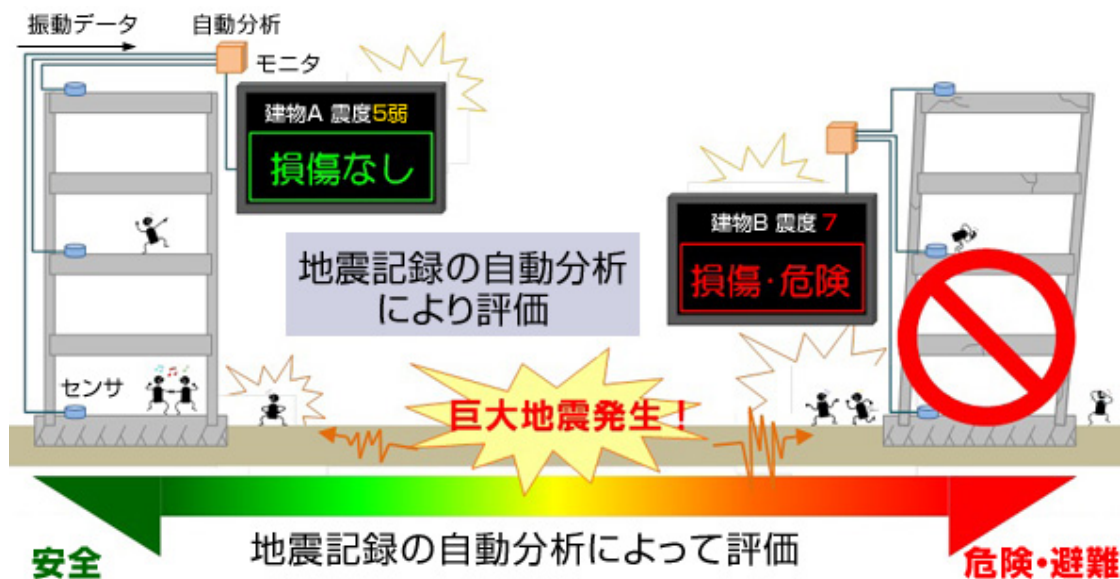 振動データ
自動分析
モニタ
建物A 震度5弱
損傷なし
建物B 震度 7
損傷・危険
地震記録の自動分析
により評価
センサ
巨大地震発生！
安全
地震記録の自動分析によって評価
危険・避難